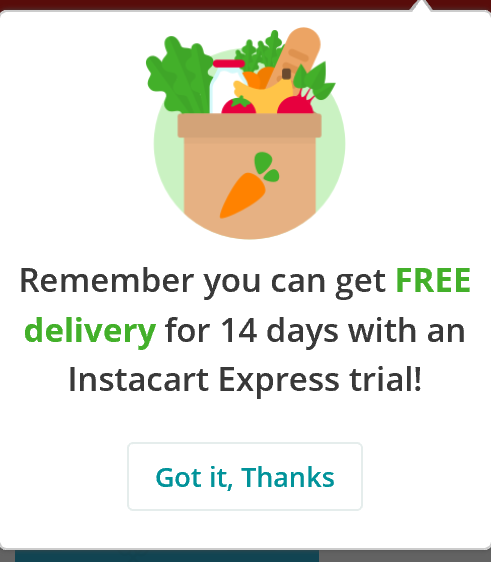 Remember you can get FREE
delivery for 14 days with an
Instacart Express trial!
Got it, Thanks